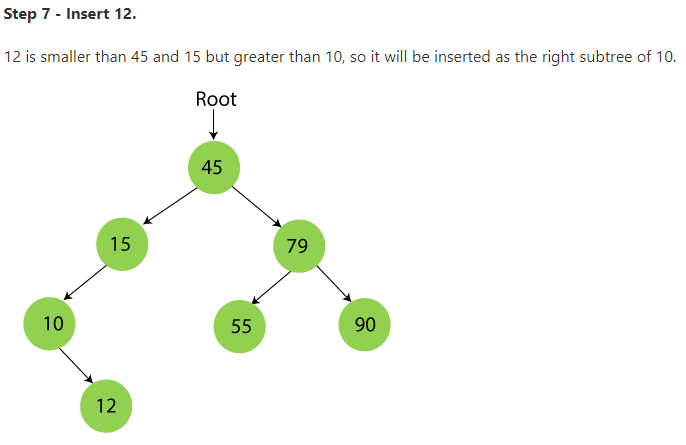 Step 7 - Insert 12.
12 is smaller than 45 and 15 but greater than 10, so it will be inserted as the right subtree of 10.
Root
45
15
79
10
55
90
12